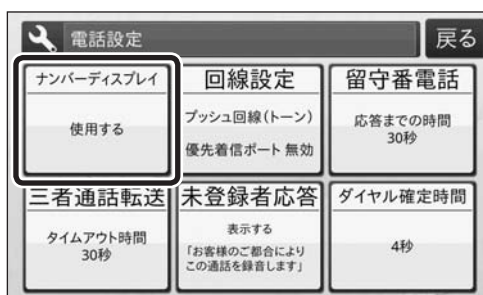 電話設定
戻る
ナンバーディスプレイ
使用する
回線設定
プッシュ回線(トーン)
優先着信ポート 無効
留守番電話
応答までの時間
30秒
三者通話転送
タイムアウト時間
30秒
未登録者応答
表示する
「お客様のご都合により
この通話を録音します」
ダイヤル確定時間
4秒